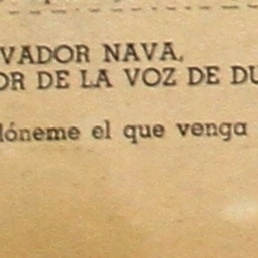 VADOR NAVA,
OR DE LA VOZ DE DU
dóneme el que venga